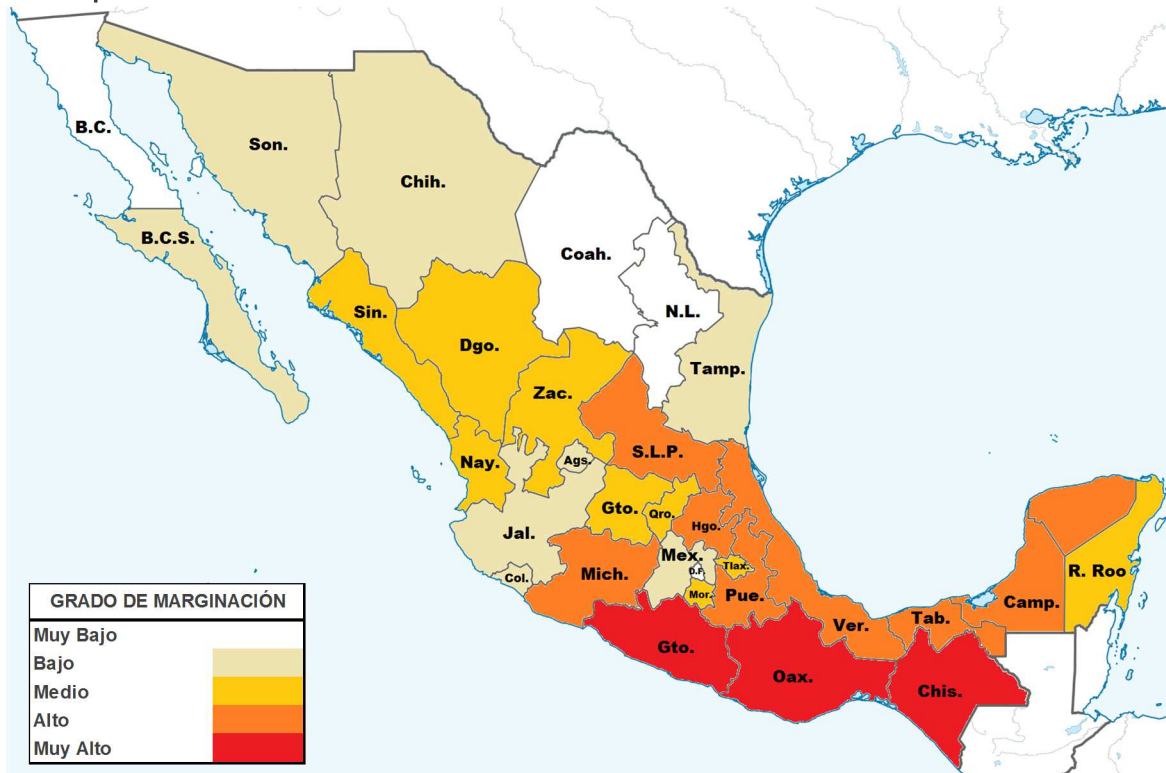 B.C.
Son.
Chih.
B.C.S.
Coah.
N.L.
Sin.
Dgo.
Tamp.
Zac.
S.L.P.
Nay.
Ags.
Gto.
Qro.
Hgo.
Jal.
Mex.
D.F.
Tlax.
Col.
Mich.
Mor.
Pue.
R. Roo
Camp.
Ver.
Tab.
Gto.
Oax.
Chis.
GRADO DE MARGINACIÓN
Muy Bajo
Bajo
Medio
Alto
Muy Alto